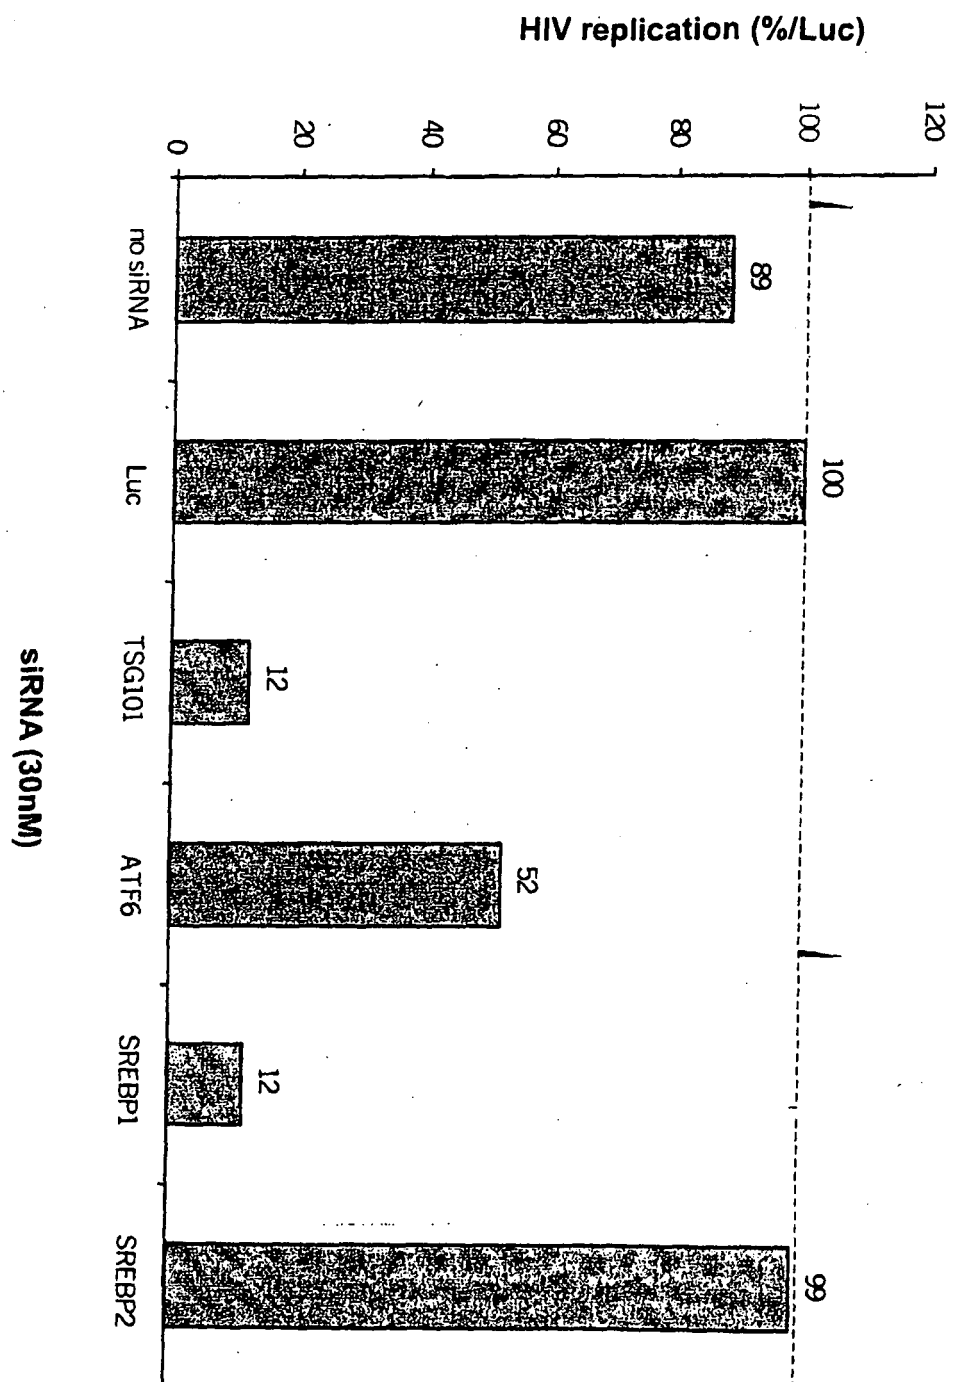 HIV replication (%/Luc)
120
100
80
60
40
20
0
89
100
12
52
12
99
no siRNA
Luc
TSG101
ATF6
SREBP1
SREBP2
siRNA (30nM)